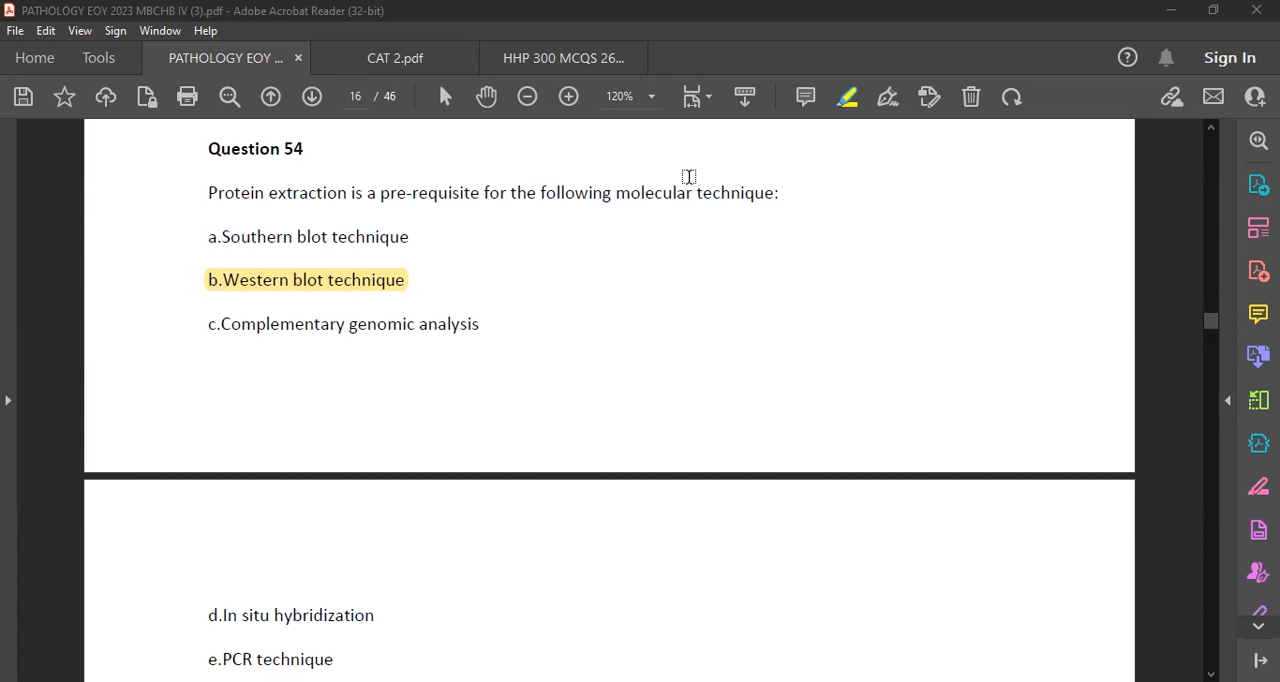 PATHOLOGY EOY 2023 MBCHB IV (3).pdf - Adobe Acrobat Reader (32-bit)
File Edit View Sign Window Help
Home Tools PATHOLOGY EOY ... × CAT 2.pdf HHP 300 MCQS 26... Sign In
16 / 46 120%
Question 54
Protein extraction is a pre-requisite for the following molecular technique:
a.Southern blot technique
b.Western blot technique
c.Complementary genomic analysis
d.In situ hybridization
e.PCR technique